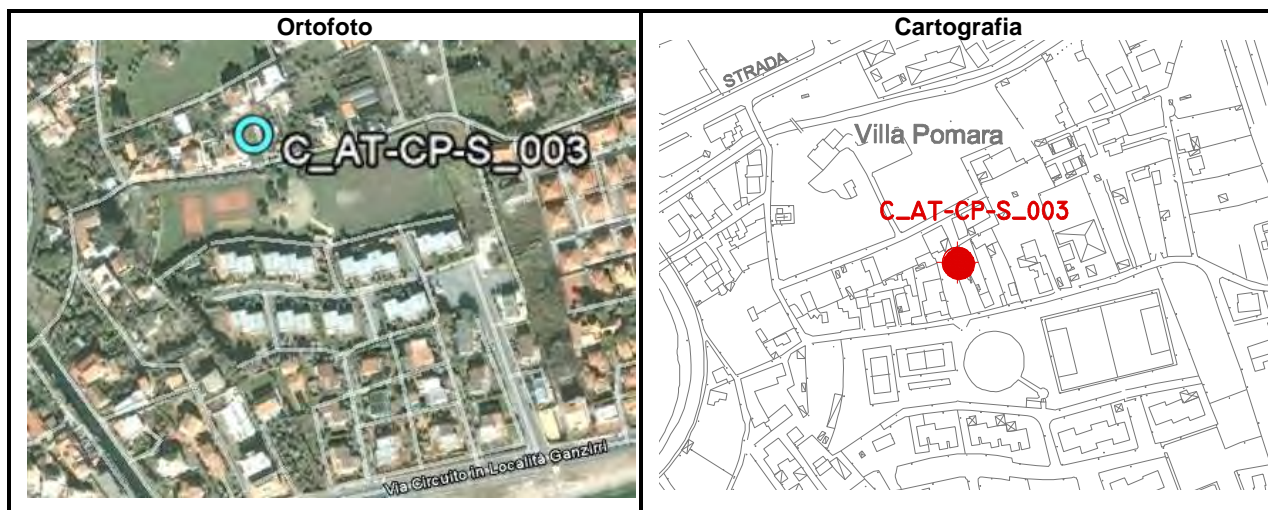 Ortofoto
C_AT-CP-S_003
Via Circuito in Località Ganzirri
Cartografia
STRADA
Villa Pomara
C_AT-CP-S_003